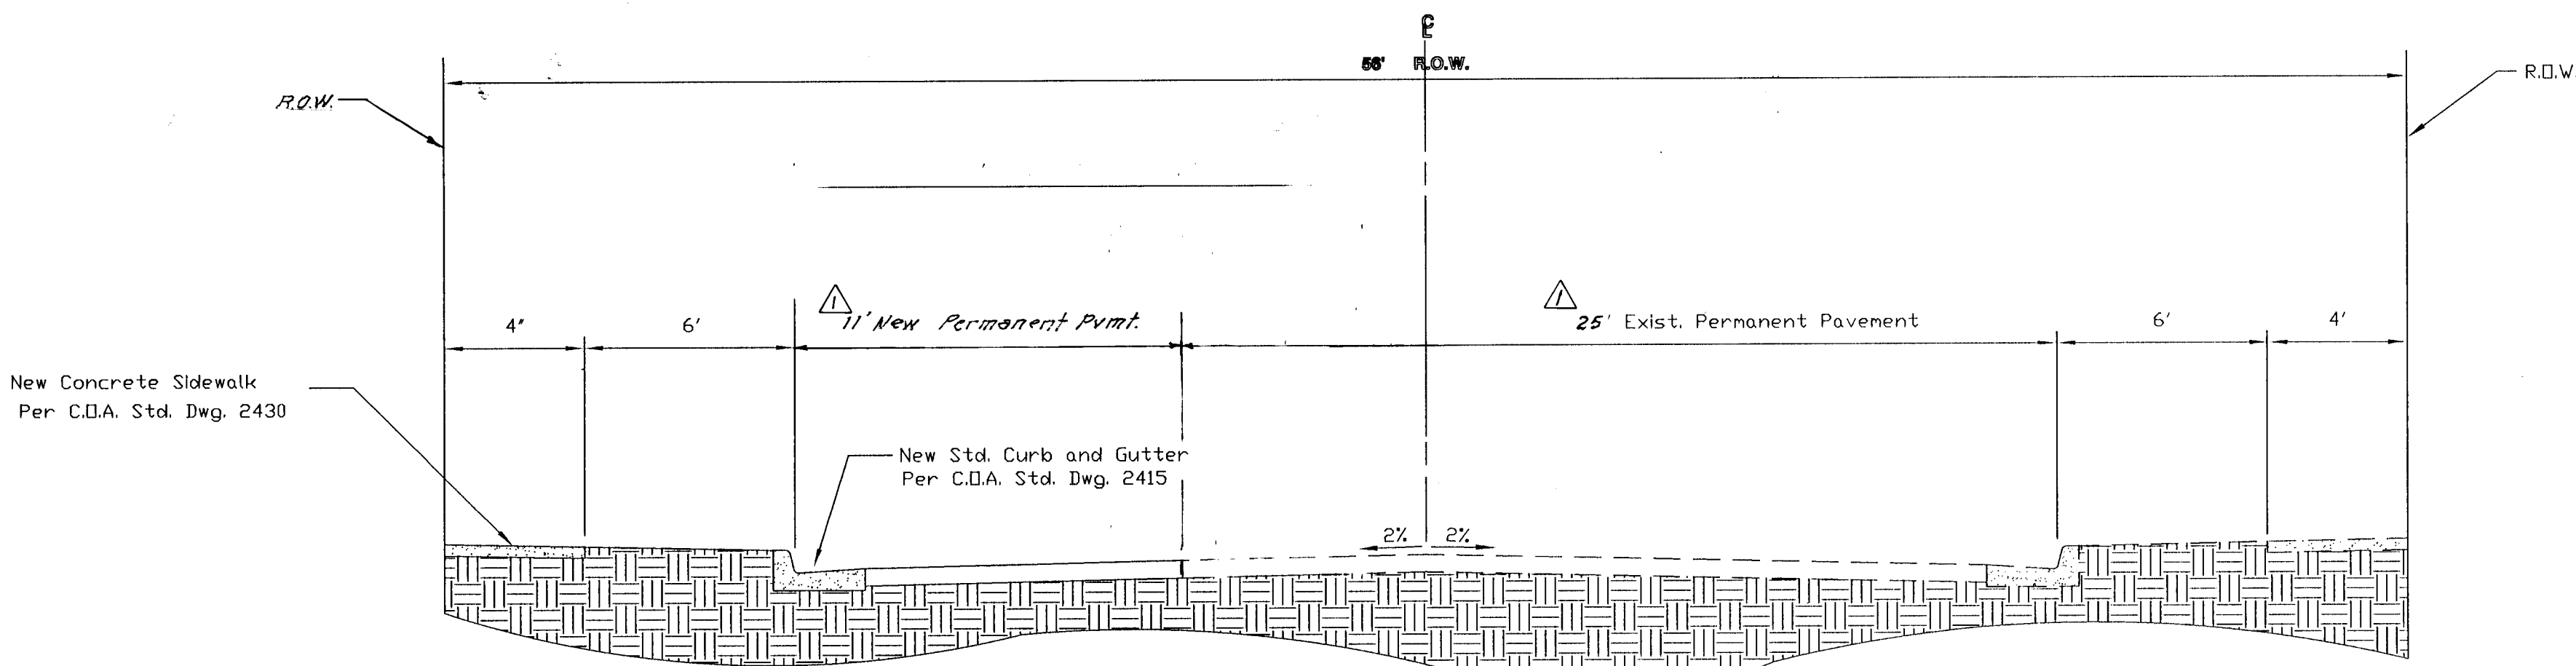 ℄
56' R.O.W.
R.O.W.
R.O.W.
4"
6'
1
11' New Permanent Pvmt.
1
25' Exist. Permanent Pavement
6'
4'
New Concrete Sidewalk
Per C.O.A. Std. Dwg. 2430
New Std. Curb and Gutter
Per C.O.A. Std. Dwg. 2415
2% 2%